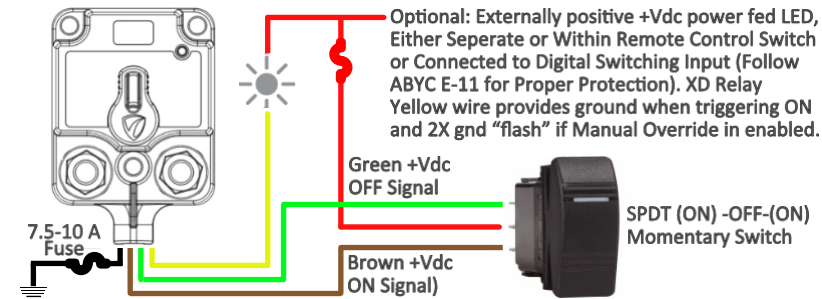 Optional: Externally positive +Vdc power fed LED,
Either Seperate or Within Remote Control Switch
or Connected to Digital Switching Input (Follow
ABYC E-11 for Proper Protection). XD Relay
Yellow wire provides ground when triggering ON
and 2X gnd “flash” if Manual Override in enabled.
Green +Vdc
OFF Signal
SPDT (ON) -OFF-(ON)
Momentary Switch
7.5-10 A
Fuse
Brown +Vdc
ON Signal)